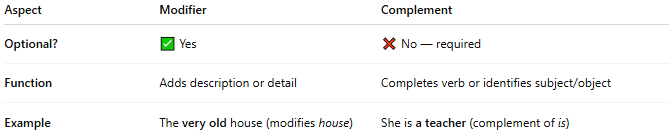 Aspect Modifier Complement
Optional? ✅ Yes ❌ No — required
Function Adds description or detail Completes verb or identifies subject/object
Example The very old house (modifies house) She is a teacher (complement of is)